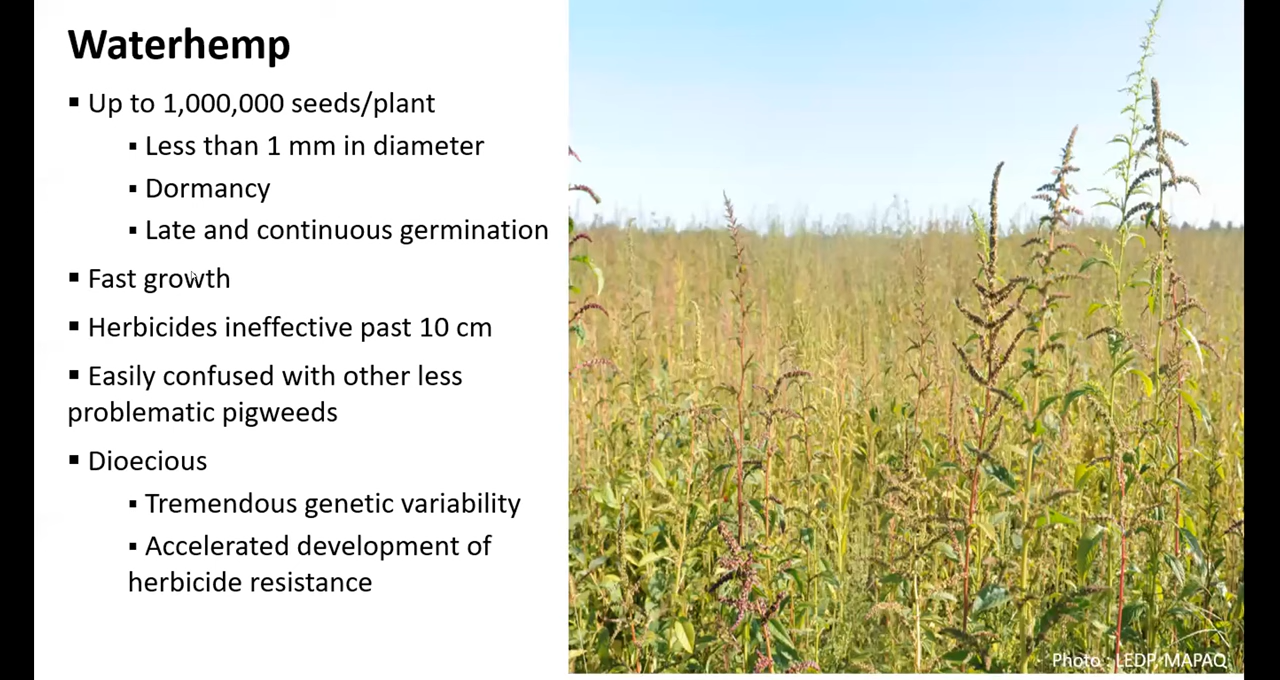 Waterhemp
▪ Up to 1,000,000 seeds/plant
▪ Less than 1 mm in diameter
▪ Dormancy
▪ Late and continuous germination
▪ Fast growth
▪ Herbicides ineffective past 10 cm
▪ Easily confused with other less
problematic pigweeds
▪ Dioecious
▪ Tremendous genetic variability
▪ Accelerated development of
herbicide resistance
Photo : LEDP, MAPAQ